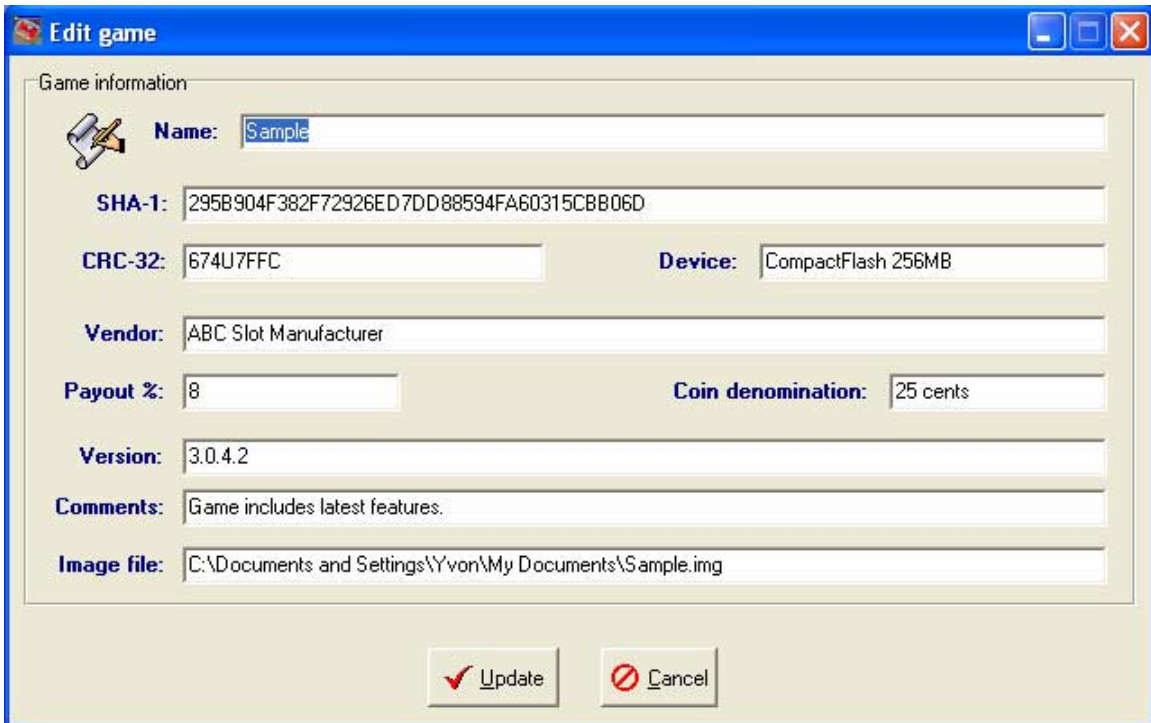 Edit game
Game information
Name: Sample
SHA-1: 295B904F382F72926ED7DD88594FA60315CBB06D
CRC-32: 674U7FFC Device: CompactFlash 256MB
Vendor: ABC Slot Manufacturer
Payout %: 8 Coin denomination: 25 cents
Version: 3.0.4.2
Comments: Game includes latest features.
Image file: C:\Documents and Settings\Yvon\My Documents\Sample.img
Update Cancel